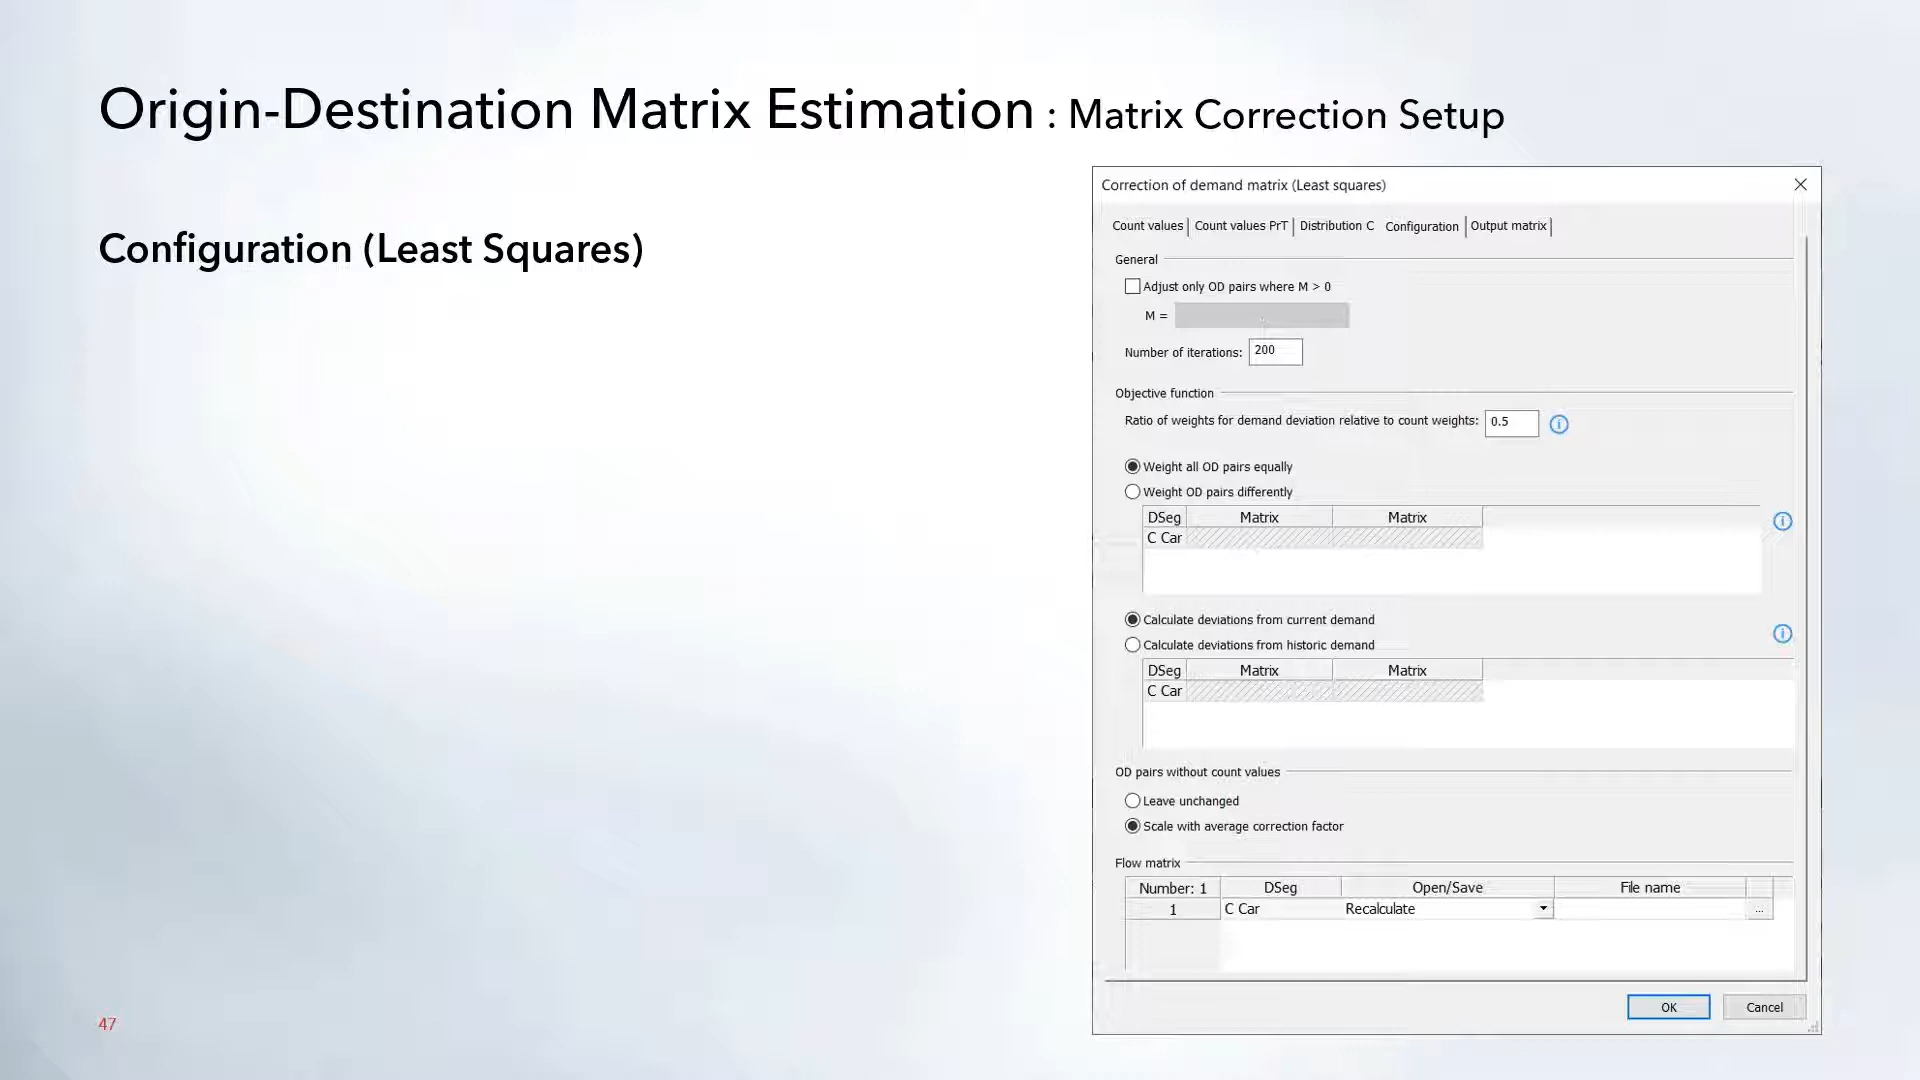 Origin-Destination Matrix Estimation : Matrix Correction Setup
Configuration (Least Squares)
Correction of demand matrix (Least squares)
Count values Count values PrT Distribution C Configuration Output matrix
General
Adjust only OD pairs where M > 0
M =
Number of iterations: 200
Objective function
Ratio of weights for demand deviation relative to count weights: 0.5
Weight all OD pairs equally
Weight OD pairs differently
DSeg Matrix Matrix
C Car
Calculate deviations from current demand
Calculate deviations from historic demand
DSeg Matrix Matrix
C Car
OD pairs without count values
Leave unchanged
Scale with average correction factor
Flow matrix
Number: 1 DSeg Open/Save File name
1 C Car Recalculate ...
OK Cancel
47